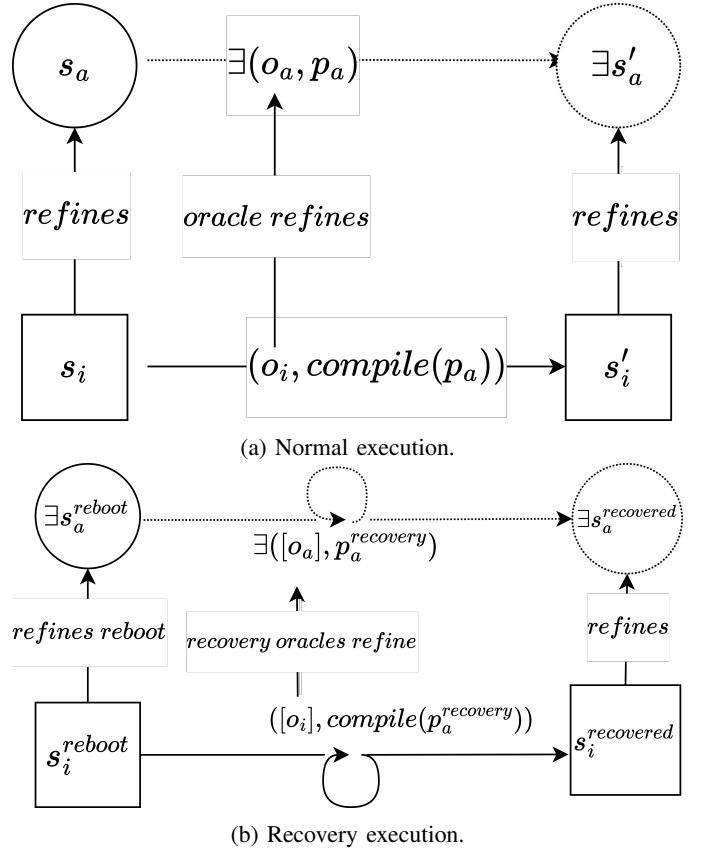 s_a ∃(o_a, p_a) ∃s'_a
refines oracle refines refines
s_i (o_i, compile(p_a)) s'_i
(a) Normal execution.
∃s_a^{reboot} ∃s_a^{recovered}
∃([o_a], p_a^{recovery})
refines reboot recovery oracles refine refines
([o_i], compile(p_a^{recovery}))
s_i^{reboot} s_i^{recovered}
(b) Recovery execution.